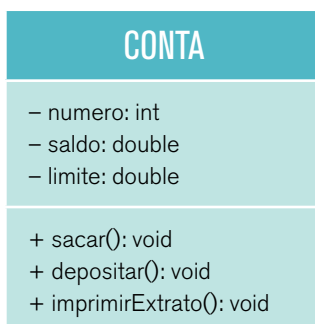 CONTA
– numero: int
– saldo: double
– limite: double
+ sacar(): void
+ depositar(): void
+ imprimirExtrato(): void